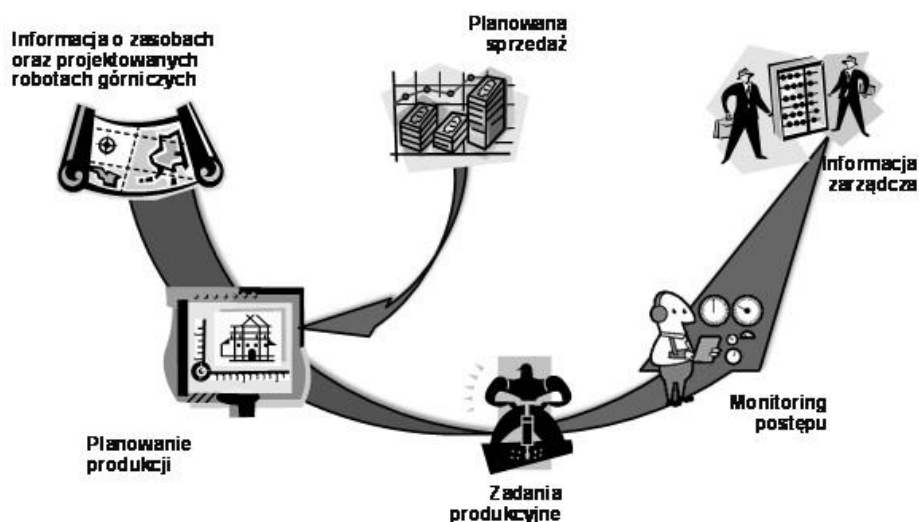 Informacja o zasobach
oraz projektowanych
robotach górniczych
Planowana
sprzedaż
Informacja
zarządcza
Monitoring
postępu
Planowanie
produkcji
Zadania
produkcyjne